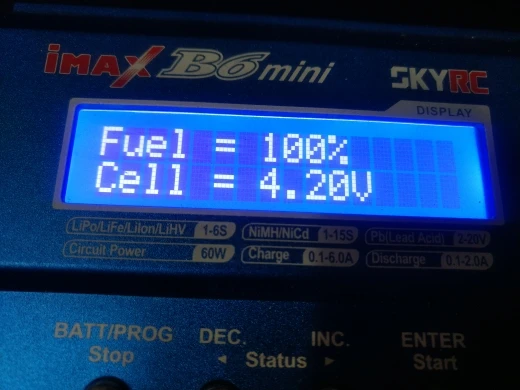 iMAX B6 mini SKYRC
DISPLAY
Fuel = 100%
Cell = 4.20V
LiPo/LiFe/LiIon/LiHV 1-6S NiMH/NiCd 1-15S Pb(Lead Acid) 2-20V
Circuit Power 60W Charge 0.1-6.0A Discharge 0.1-2.0A
BATT/PROG DEC. INC. ENTER
Stop ◄ Status ► Start